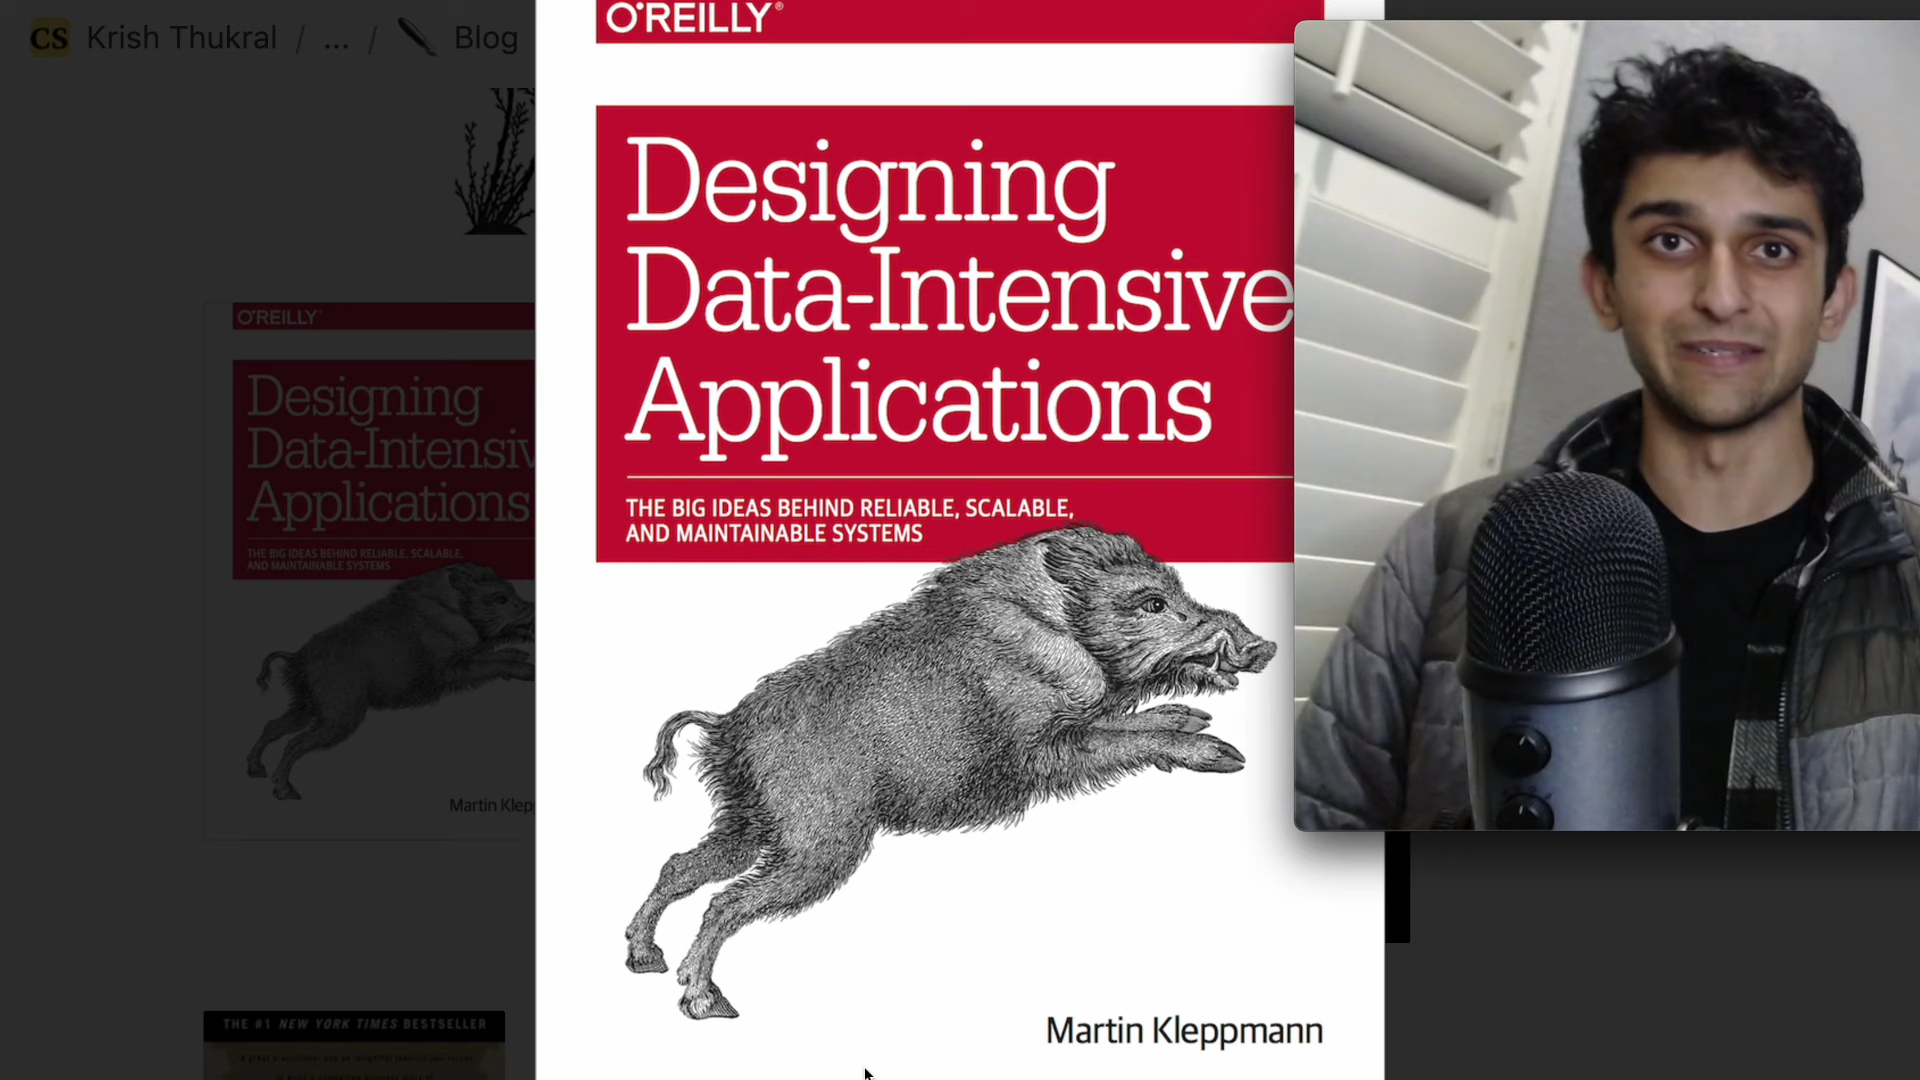 CS Krish Thukral / ... / Blog
O'REILLY®
Designing
Data-Intensive
Applications
THE BIG IDEAS BEHIND RELIABLE, SCALABLE,
AND MAINTAINABLE SYSTEMS
Martin Kleppmann
O'REILLY
Designing
Data-Intensiv
Applications
THE BIG IDEAS BEHIND RELIABLE, SCALABLE,
AND MAINTAINABLE SYSTEMS
Martin Klep
THE #1 NEW YORK TIMES BESTSELLER